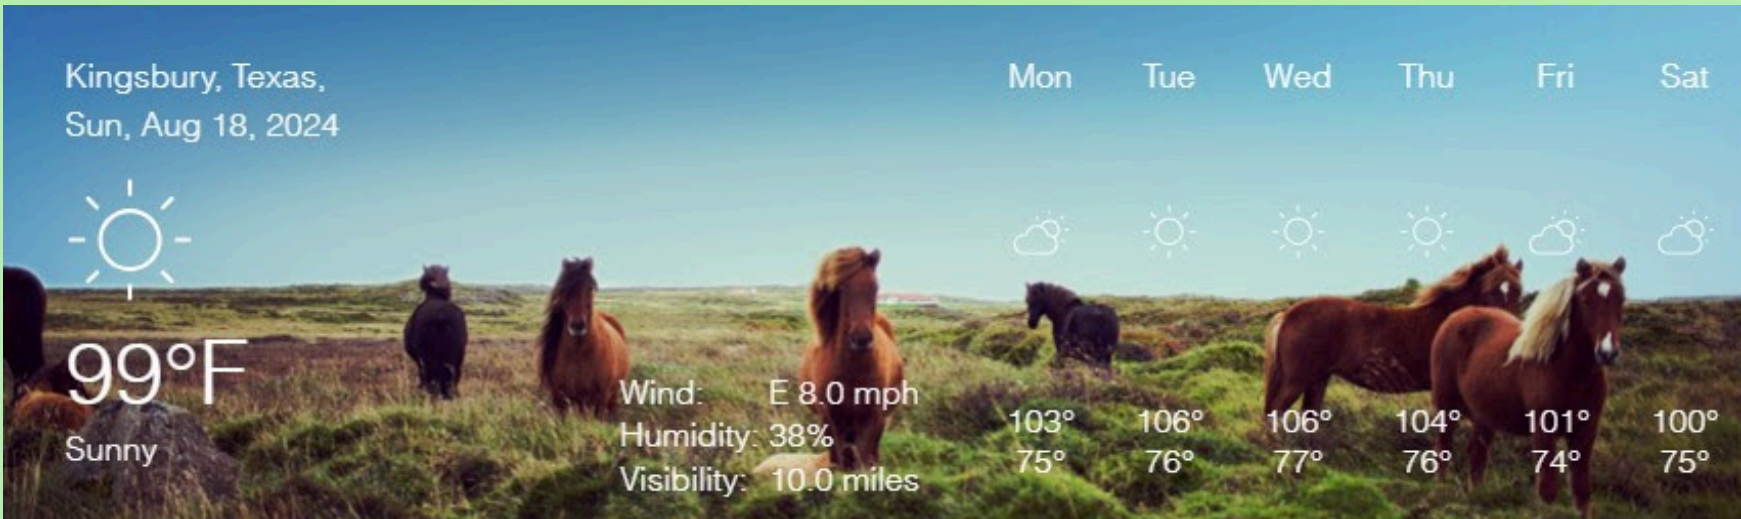 Kingsbury, Texas,
Sun, Aug 18, 2024
99°F
Sunny
Wind: E 8.0 mph
Humidity: 38%
Visibility: 10.0 miles
Mon Tue Wed Thu Fri Sat
103° 106° 106° 104° 101° 100°
75° 76° 77° 76° 74° 75°